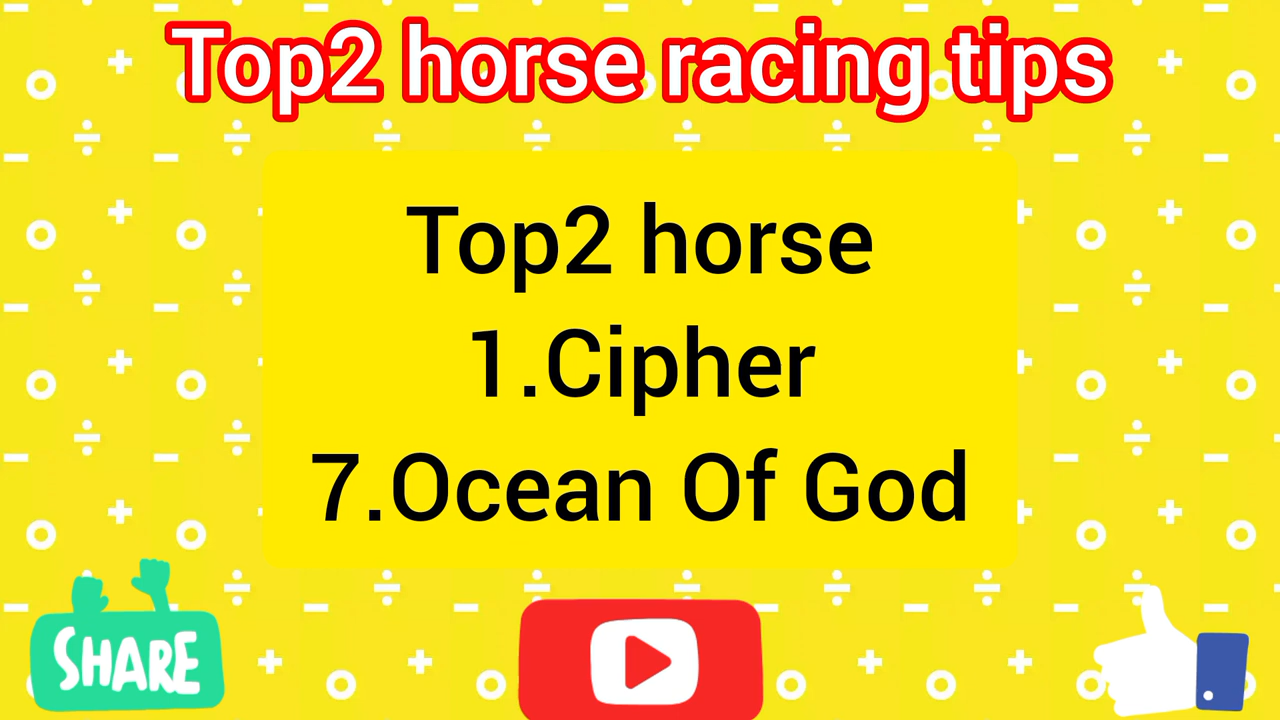 Top2 horse racing tips
Top2 horse
1.Cipher
7.Ocean Of God
SHARE